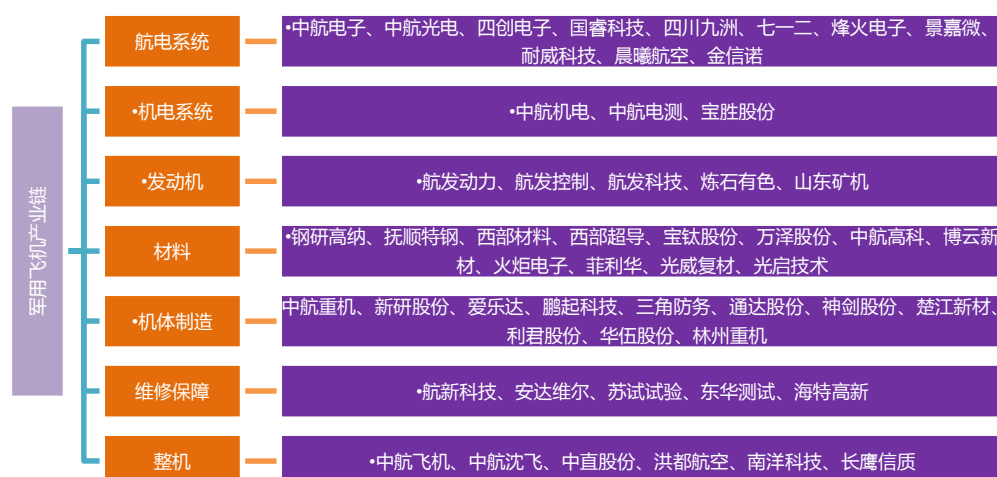 军用飞机产业链
航电系统
•中航电子、中航光电、四创电子、国睿科技、四川九洲、七一二、烽火电子、景嘉微、
耐威科技、晨曦航空、金信诺
•机电系统
•中航机电、中航电测、宝胜股份
•发动机
•航发动力、航发控制、航发科技、炼石有色、山东矿机
材料
•钢研高纳、抚顺特钢、西部材料、西部超导、宝钛股份、万泽股份、中航高科、博云新
材、火炬电子、菲利华、光威复材、光启技术
•机体制造
中航重机、新研股份、爱乐达、鹏起科技、三角防务、通达股份、神剑股份、楚江新材、
利君股份、华伍股份、林州重机
维修保障
•航新科技、安达维尔、苏试试验、东华测试、海特高新
整机
•中航飞机、中航沈飞、中直股份、洪都航空、南洋科技、长鹰信质